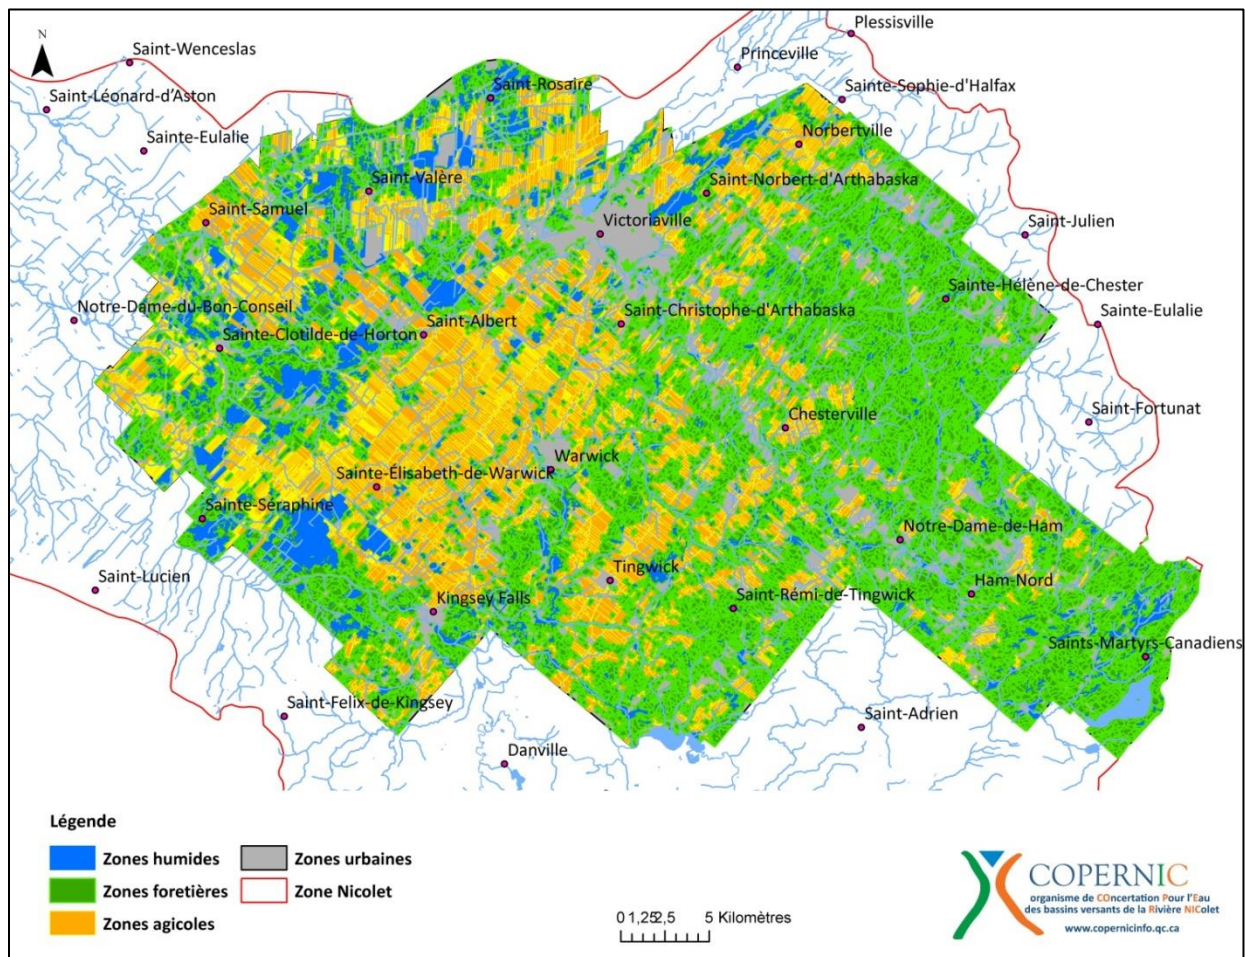 N
Plessisville
Saint-Wenceslas
Princeville
Saint-Rosaire
Sainte-Sophie-d'Halfax
Saint-Léonard-d'Aston
Sainte-Eulalie
Norbertville
Saint-Valère
Saint-Norbert-d'Arthabaska
Saint-Samuel
Victoriaville
Saint-Julien
Sainte-Hélène-de-Chester
Notre-Dame-du-Bon-Conseil
Saint-Christophe-d'Arthabaska
Sainte-Eulalie
Saint-Albert
Sainte-Clotilde-de-Horton
Chesterville
Saint-Fortunat
Warwick
Sainte-Élisabeth-de-Warwick
Sainte-Séraphine
Notre-Dame-de-Ham
Saint-Lucien
Tingwick
Saint-Rémi-de-Tingwick
Ham-Nord
Kingsey Falls
Saints-Martyrs-Canadiens
Saint-Felix-de-Kingsey
Saint-Adrien
Danville
Légende
Zones humides
Zones urbaines
Zones foretières
Zone Nicolet
Zones agicoles
0 1,252,5 5 Kilomètres
COPERNIC
organisme de COncertation Pour l'Eau
des bassins versants de la Rivière NIColet
www.copernicinfo.qc.ca